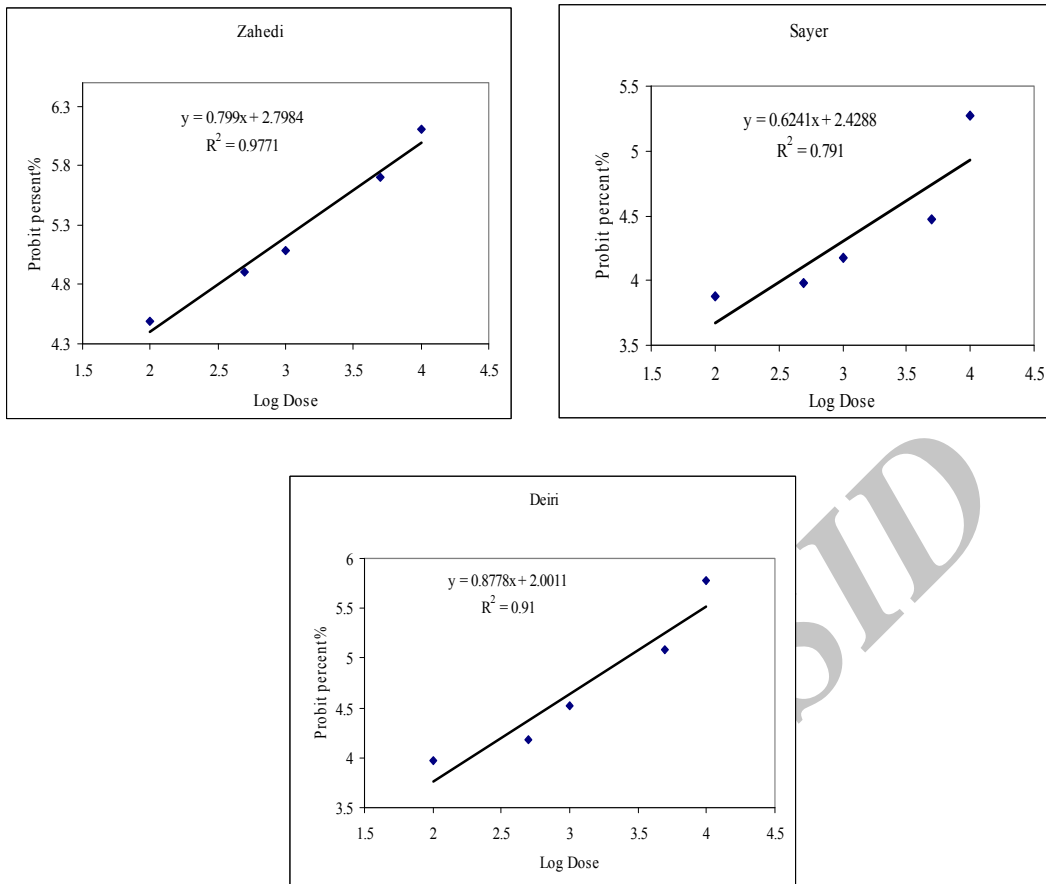 Zahedi
y = 0.799x + 2.7984
R² = 0.9771
Probit persent%
6.3
5.8
5.3
4.8
4.3
1.5 2 2.5 3 3.5 4 4.5
Log Dose
Sayer
y = 0.6241x + 2.4288
R² = 0.791
Probit percent%
5.5
5
4.5
4
3.5
1.5 2 2.5 3 3.5 4 4.5
Log Dose
Deiri
y = 0.8778x + 2.0011
R² = 0.91
Probit percent%
6
5.5
5
4.5
4
3.5
1.5 2 2.5 3 3.5 4 4.5
Log Dose
SID